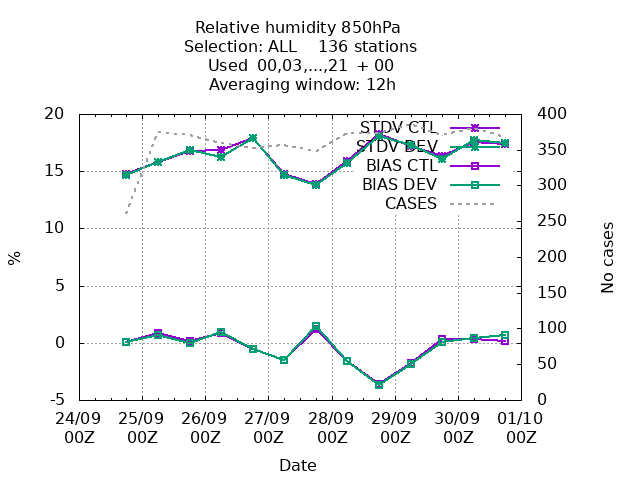 Relative humidity 850hPa
Selection: ALL 136 stations
Used 00,03,...,21 + 00
Averaging window: 12h
20
15
10
5
0
-5
%
400
350
300
250
200
150
100
50
0
No cases
STDV CTL
STDV DEV
BIAS CTL
BIAS DEV
CASES
24/09 25/09 26/09 27/09 28/09 29/09 30/09 01/10
00Z 00Z 00Z 00Z 00Z 00Z 00Z 00Z
Date